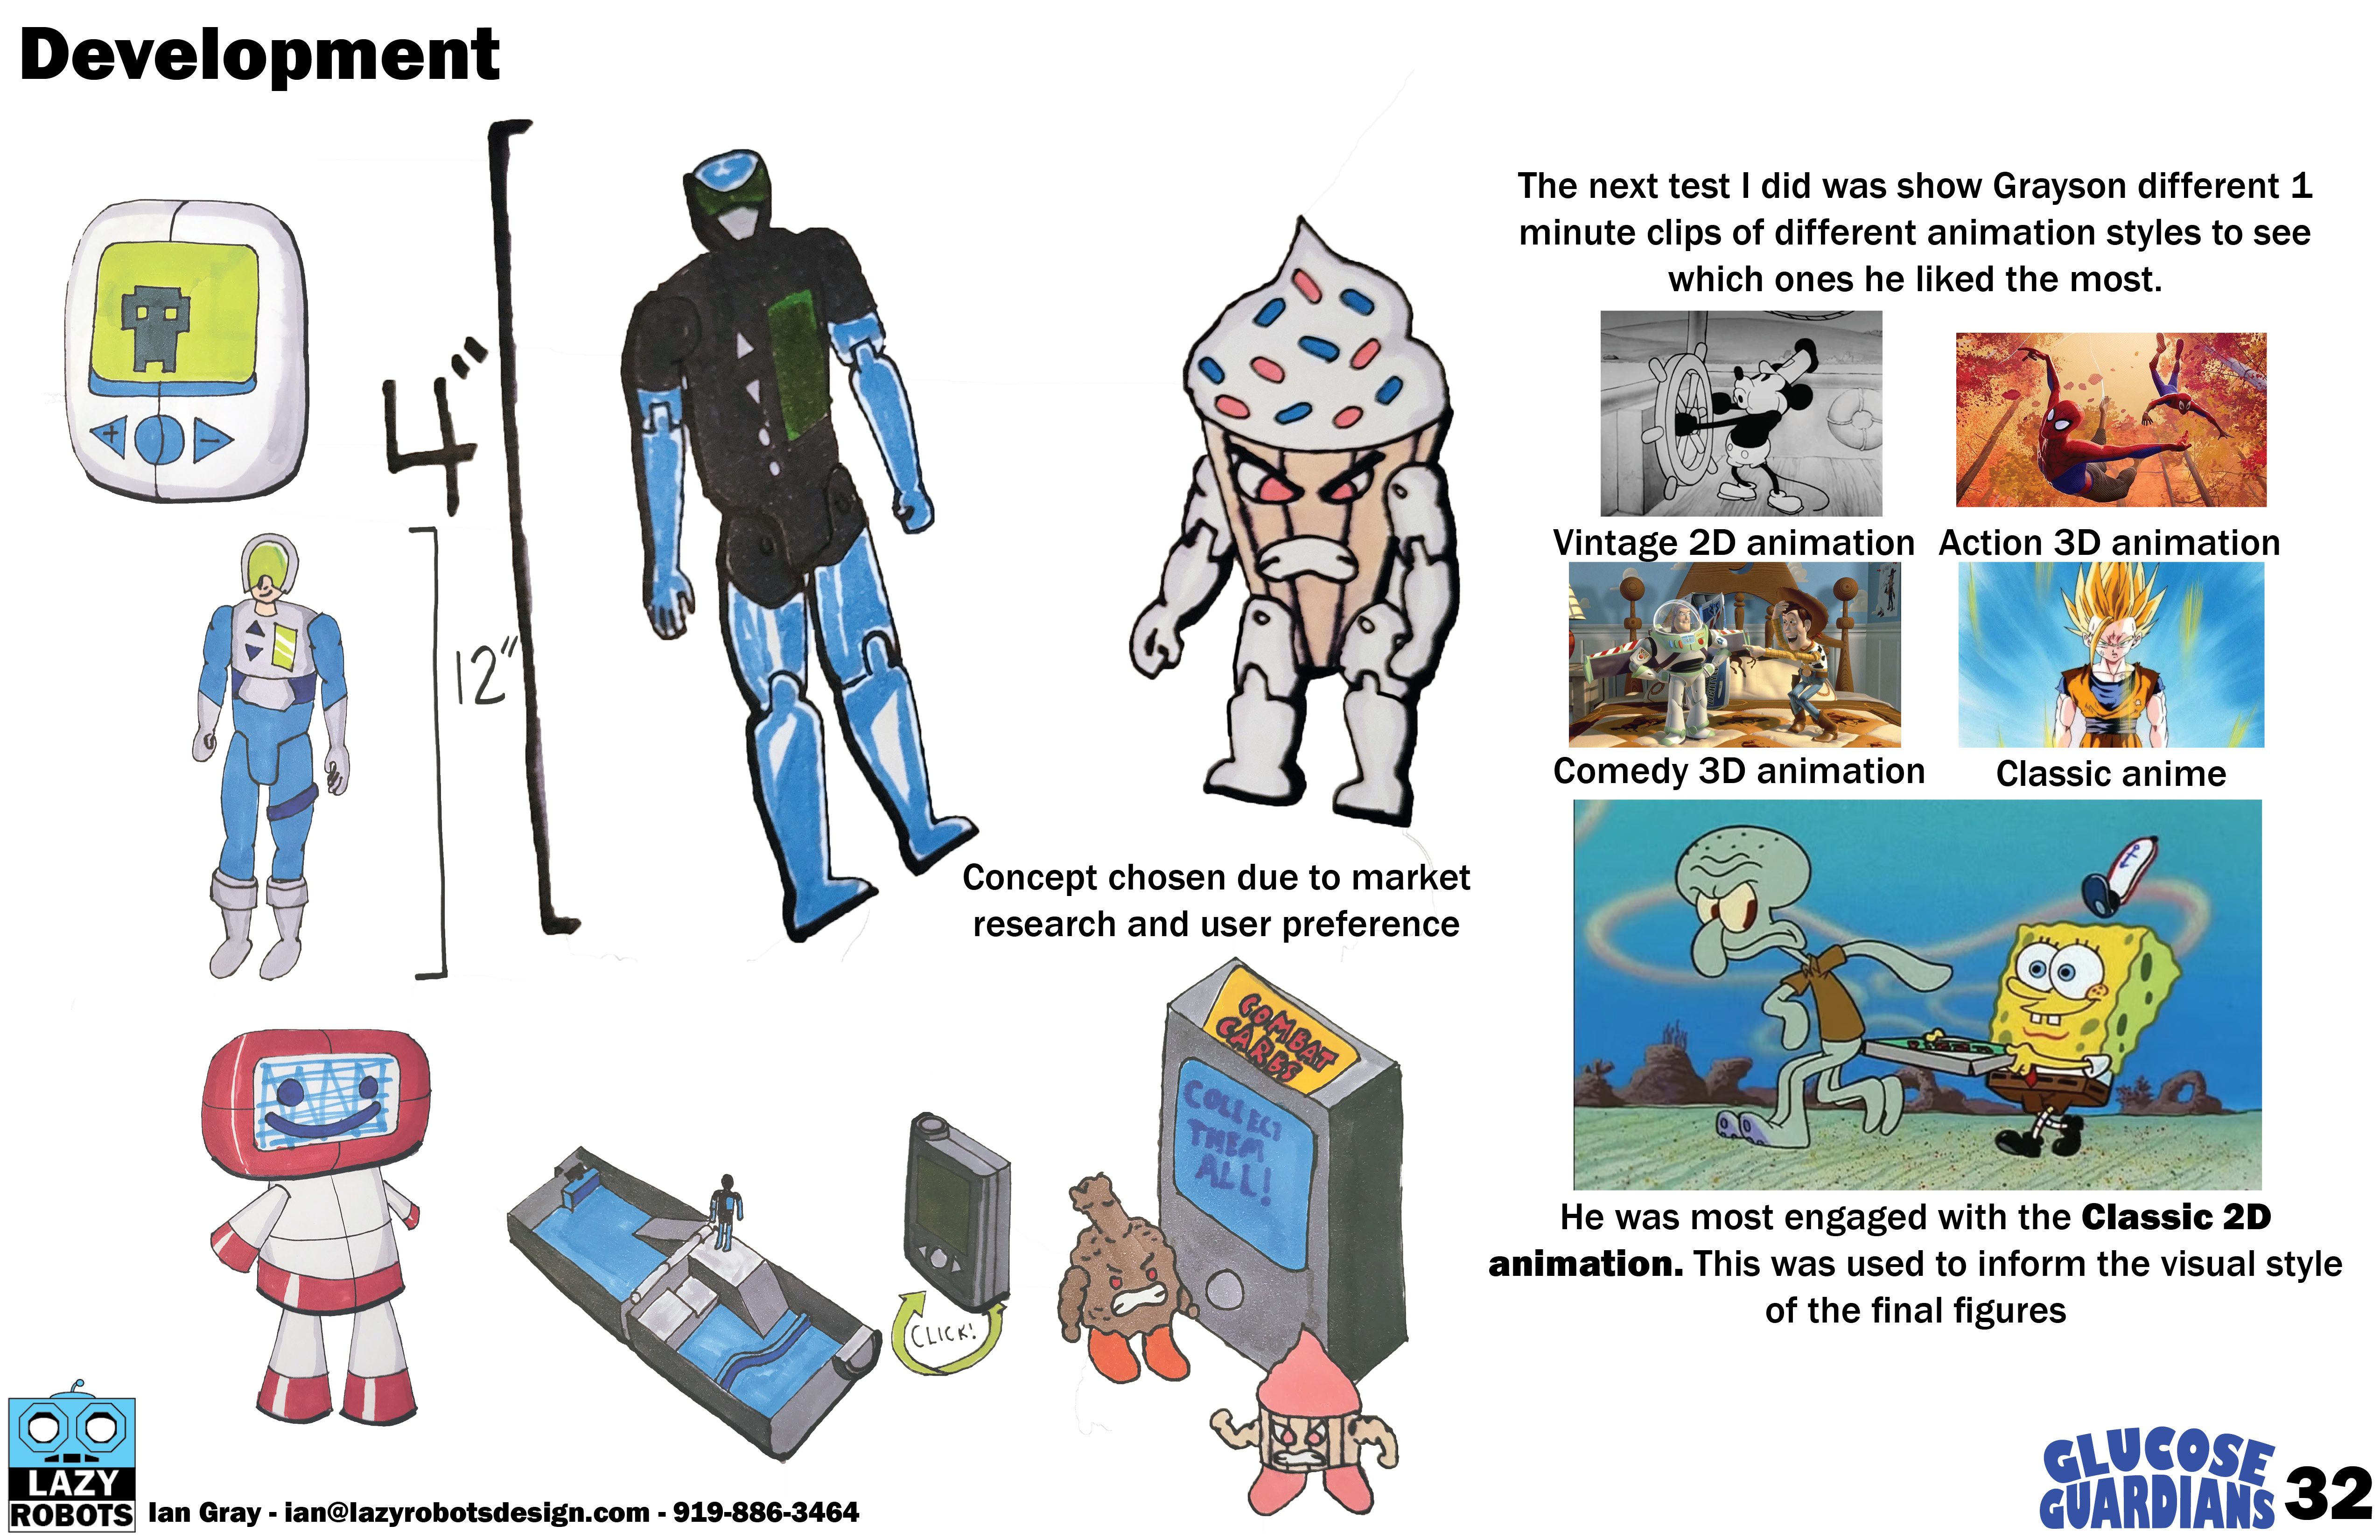 Development
4"
12"
Concept chosen due to market
research and user preference
COMBAT
CARBS
COLLECT
THEM
ALL!
CLICK!
The next test I did was show Grayson different 1
minute clips of different animation styles to see
which ones he liked the most.
Vintage 2D animation
Action 3D animation
Comedy 3D animation
Classic anime
He was most engaged with the Classic 2D
animation. This was used to inform the visual style
of the final figures
LAZY
ROBOTS
Ian Gray - ian@lazyrobotsdesign.com - 919-886-3464
GLUCOSE
GUARDIANS
32